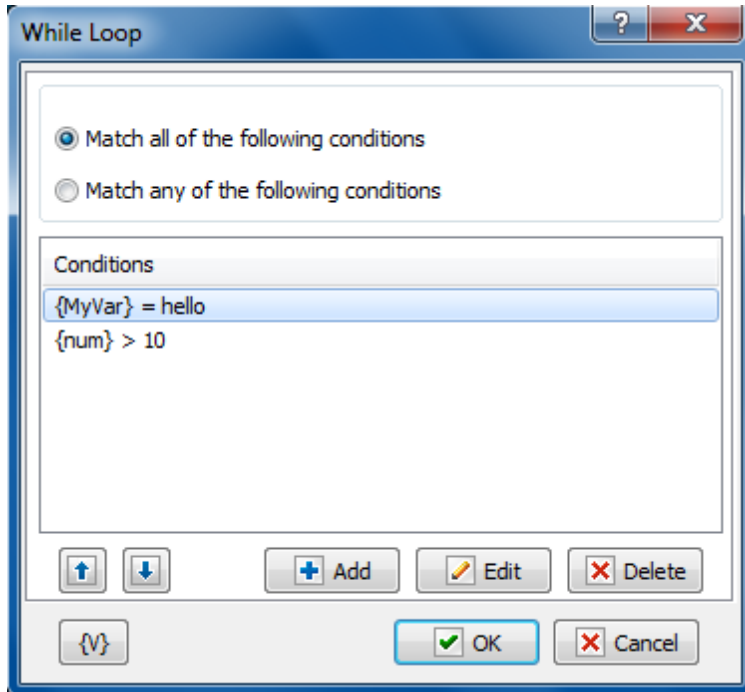 While Loop
?
Match all of the following conditions
Match any of the following conditions
Conditions
{MyVar} = hello
{num} > 10
Add Edit Delete
{V} OK Cancel